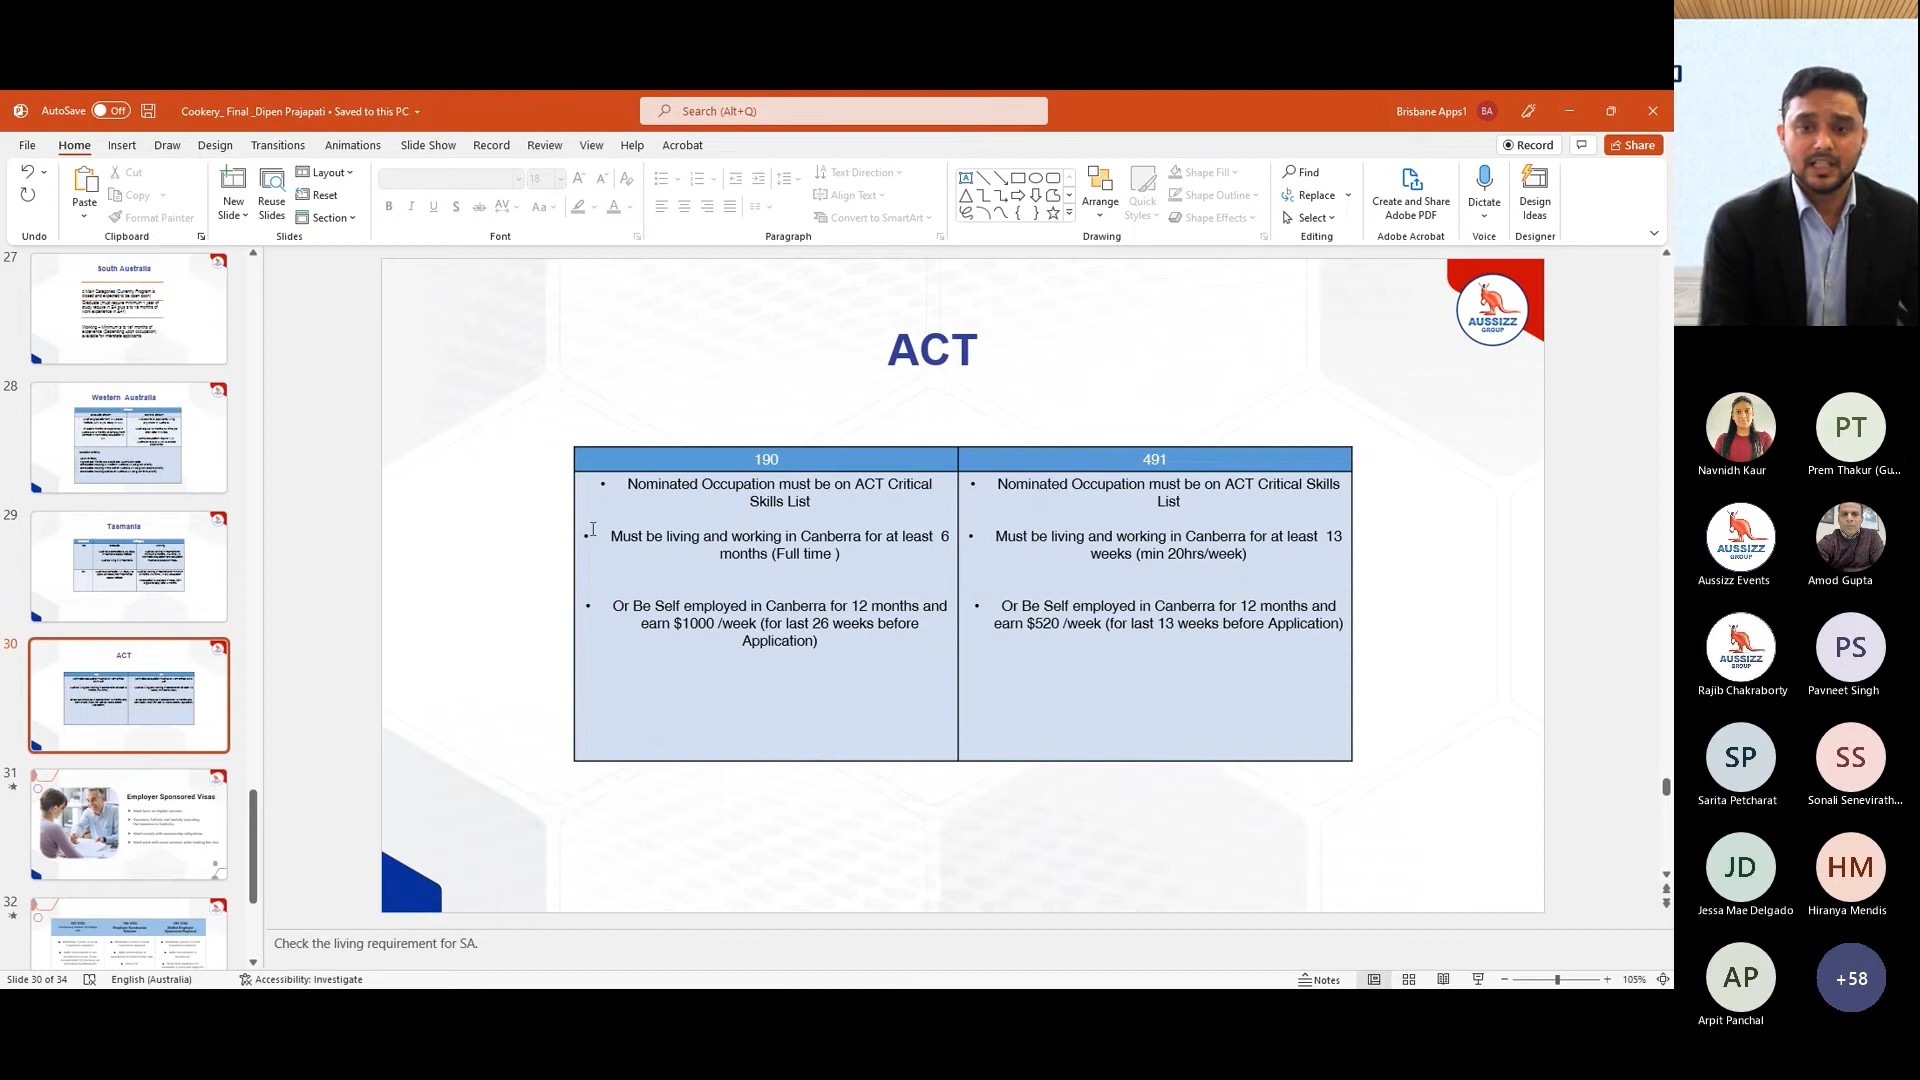 AutoSave Off Cookery_ Final _Dipen Prajapati • Saved to this PC Search (Alt+Q) Brisbane Apps1 BA
File Home Insert Draw Design Transitions Animations Slide Show Record Review View Help Acrobat Record Share
Paste Cut Copy Format Painter
New Slide Reuse Slides Layout Reset Section
18
B I U S ab AV Aa A
Text Direction Align Text Convert to SmartArt
Arrange Quick Styles Shape Fill Shape Outline Shape Effects
Find Replace Select
Create and Share Adobe PDF
Dictate
Design Ideas
Undo Clipboard Slides Font Paragraph Drawing Editing Adobe Acrobat Voice Designer
27
South Australia
28
Western Australia
29
Tasmania
30
ACT
31
Employer Sponsored Visas
32
AUSSIZZ
GROUP
ACT
190 491
• Nominated Occupation must be on ACT Critical
Skills List
• Must be living and working in Canberra for at least 6
months (Full time )
• Or Be Self employed in Canberra for 12 months and
earn $1000 /week (for last 26 weeks before
Application)
• Nominated Occupation must be on ACT Critical Skills
List
• Must be living and working in Canberra for at least 13
weeks (min 20hrs/week)
• Or Be Self employed in Canberra for 12 months and
earn $520 /week (for last 13 weeks before Application)
Check the living requirement for SA.
Slide 30 of 34 English (Australia) Accessibility: Investigate Notes 105%
Navnidh Kaur
PT
Prem Thakur (Gu...
AUSSIZZ
GROUP
Aussizz Events
Amod Gupta
AUSSIZZ
GROUP
Rajib Chakraborty
PS
Pavneet Singh
SP
Sarita Petcharat
SS
Sonali Senevirath...
JD
Jessa Mae Delgado
HM
Hiranya Mendis
AP
Arpit Panchal
+58